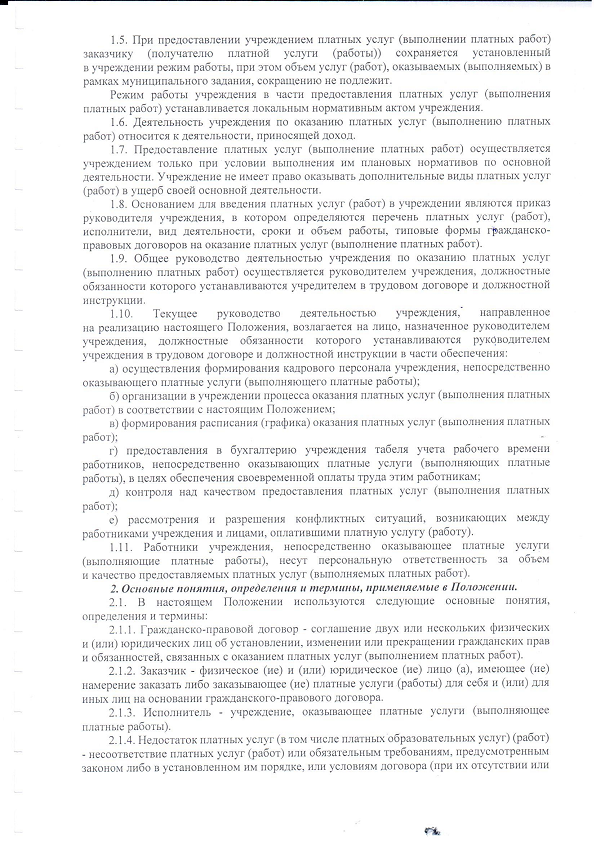 1.5. При предоставлении учреждением платных услуг (выполнении платных работ)
заказчику (получателю платной услуги (работы)) сохраняется установленный
в учреждении режим работы, при этом объем услуг (работ), оказываемых (выполняемых) в
рамках муниципального задания, сокращению не подлежит.
Режим работы учреждения в части предоставления платных услуг (выполнения
платных работ) устанавливается локальным нормативным актом учреждения.
1.6. Деятельность учреждения по оказанию платных услуг (выполнению платных
работ) относится к деятельности, приносящей доход.
1.7. Предоставление платных услуг (выполнение платных работ) осуществляется
учреждением только при условии выполнения им плановых нормативов по основной
деятельности. Учреждение не имеет право оказывать дополнительные виды платных услуг
(работ) в ущерб своей основной деятельности.
1.8. Основанием для введения платных услуг (работ) в учреждении являются приказ
руководителя учреждения, в котором определяются перечень платных услуг (работ),
исполнители, вид деятельности, сроки и объем работы, типовые формы гражданско-
правовых договоров на оказание платных услуг (выполнение платных работ).
1.9. Общее руководство деятельностью учреждения по оказанию платных услуг
(выполнению платных работ) осуществляется руководителем учреждения, должностные
обязанности которого устанавливаются учредителем в трудовом договоре и должностной
инструкции.
1.10. Текущее руководство деятельностью учреждения, направленное
на реализацию настоящего Положения, возлагается на лицо, назначенное руководителем
учреждения, должностные обязанности которого устанавливаются руководителем
учреждения в трудовом договоре и должностной инструкции в части обеспечения:
а) осуществления формирования кадрового персонала учреждения, непосредственно
оказывающего платные услуги (выполняющего платные работы);
б) организации в учреждении процесса оказания платных услуг (выполнения платных
работ) в соответствии с настоящим Положением;
в) формирования расписания (графика) оказания платных услуг (выполнения платных
работ);
г) предоставления в бухгалтерию учреждения табеля учета рабочего времени
работников, непосредственно оказывающих платные услуги (выполняющих платные
работы), в целях обеспечения своевременной оплаты труда этим работникам;
д) контроля над качеством предоставления платных услуг (выполнения платных
работ);
е) рассмотрения и разрешения конфликтных ситуаций, возникающих между
работниками учреждения и лицами, оплатившими платную услугу (работу).
1.11. Работники учреждения, непосредственно оказывающее платные услуги
(выполняющие платные работы), несут персональную ответственность за объем
и качество предоставляемых платных услуг (выполняемых платных работ).
2. Основные понятия, определения и термины, применяемые в Положении.
2.1. В настоящем Положении используются следующие основные понятия,
определения и термины:
2.1.1. Гражданско-правовой договор - соглашение двух или нескольких физических
и (или) юридических лиц об установлении, изменении или прекращении гражданских прав
и обязанностей, связанных с оказанием платных услуг (выполнением платных работ).
2.1.2. Заказчик - физическое (ие) и (или) юридическое (ие) лицо (а), имеющее (ие)
намерение заказать либо заказывающее (ие) платные услуги (работы) для себя и (или) для
иных лиц на основании гражданского-правового договора.
2.1.3. Исполнитель - учреждение, оказывающее платные услуги (выполняющее
платные работы).
2.1.4. Недостаток платных услуг (в том числе платных образовательных услуг) (работ)
- несоответствие платных услуг (работ) или обязательным требованиям, предусмотренным
законом либо в установленном им порядке, или условиям договора (при их отсутствии или